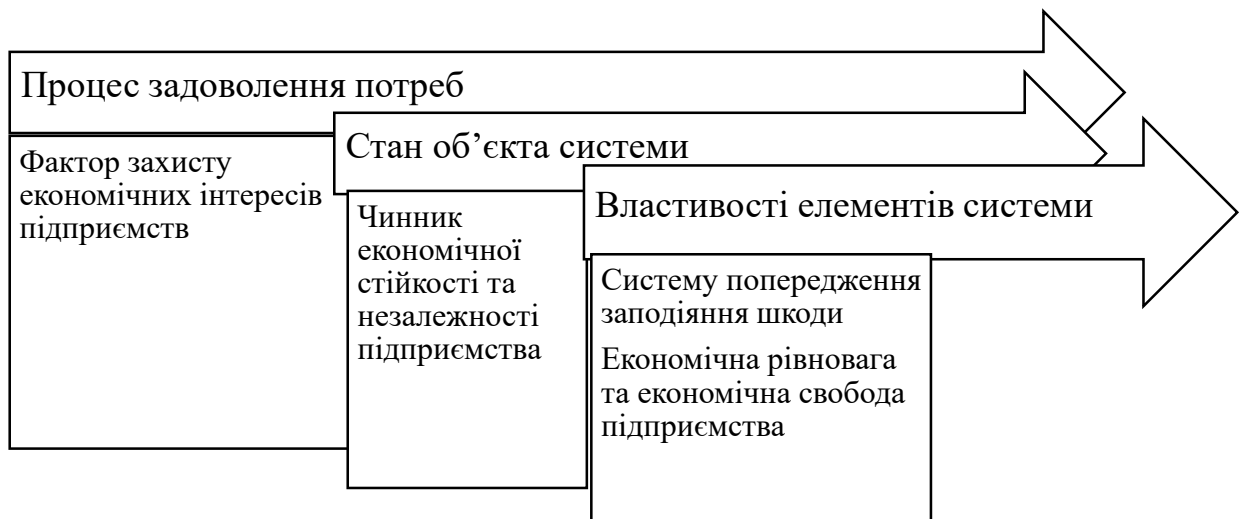 Процес задоволення потреб
Фактор захисту
економічних інтересів
підприємств
Стан об’єкта системи
Чинник
економічної
стійкості та
незалежності
підприємства
Властивості елементів системи
Систему попередження
заподіяння шкоди
Економічна рівновага
та економічна свобода
підприємства